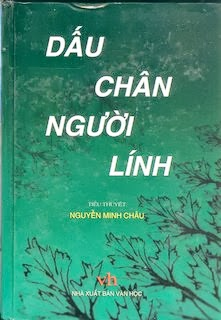 DẤU
CHÂN
NGƯỜI
LÍNH
TIỂU THUYẾT
NGUYỄN MINH CHÂU
vh
NHÀ XUẤT BẢN VĂN HỌC